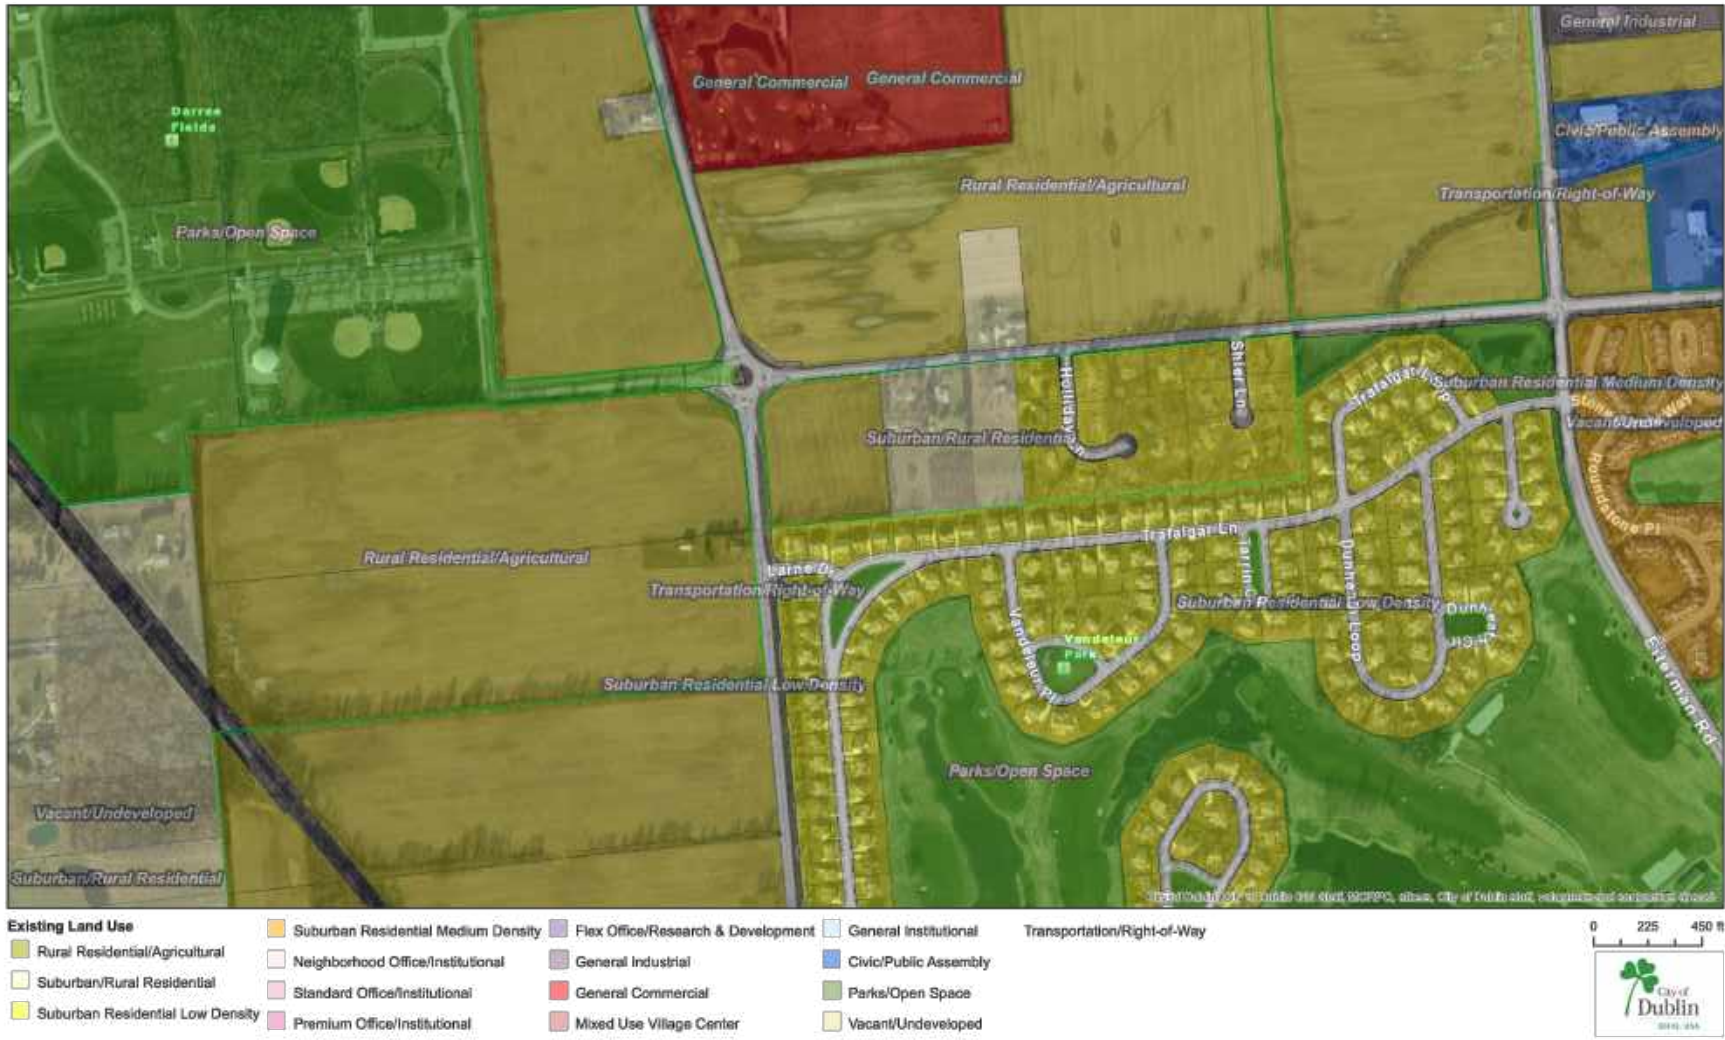 General Industrial
General Commercial
General Commercial
Darree
Fields
Civic/Public Assembly
Rural Residential/Agricultural
Transportation/Right-of-Way
Parks/Open Space
Shier Ln
Holliday Ln
Trafalgar Loop
Suburban Residential Medium Density
Vacant/Undeveloped
Suburban/Rural Residential
Roundstone Pl
Trafalgar Ln
Rural Residential/Agricultural
Larne Dr
Transportation/Right-of-Way
Suburban Residential Low Density
Vandeleur
Park
Vandeleur Pl
Eiterman Rd
Suburban Residential Low Density
Parks/Open Space
Vacant/Undeveloped
Suburban/Rural Residential
Existing Land Use
Rural Residential/Agricultural
Suburban/Rural Residential
Suburban Residential Low Density
Suburban Residential Medium Density
Neighborhood Office/Institutional
Standard Office/Institutional
Premium Office/Institutional
Flex Office/Research & Development
General Industrial
General Commercial
Mixed Use Village Center
General Institutional
Civic/Public Assembly
Parks/Open Space
Vacant/Undeveloped
Transportation/Right-of-Way
0 225 450 ft
City of
Dublin
OHIO, USA